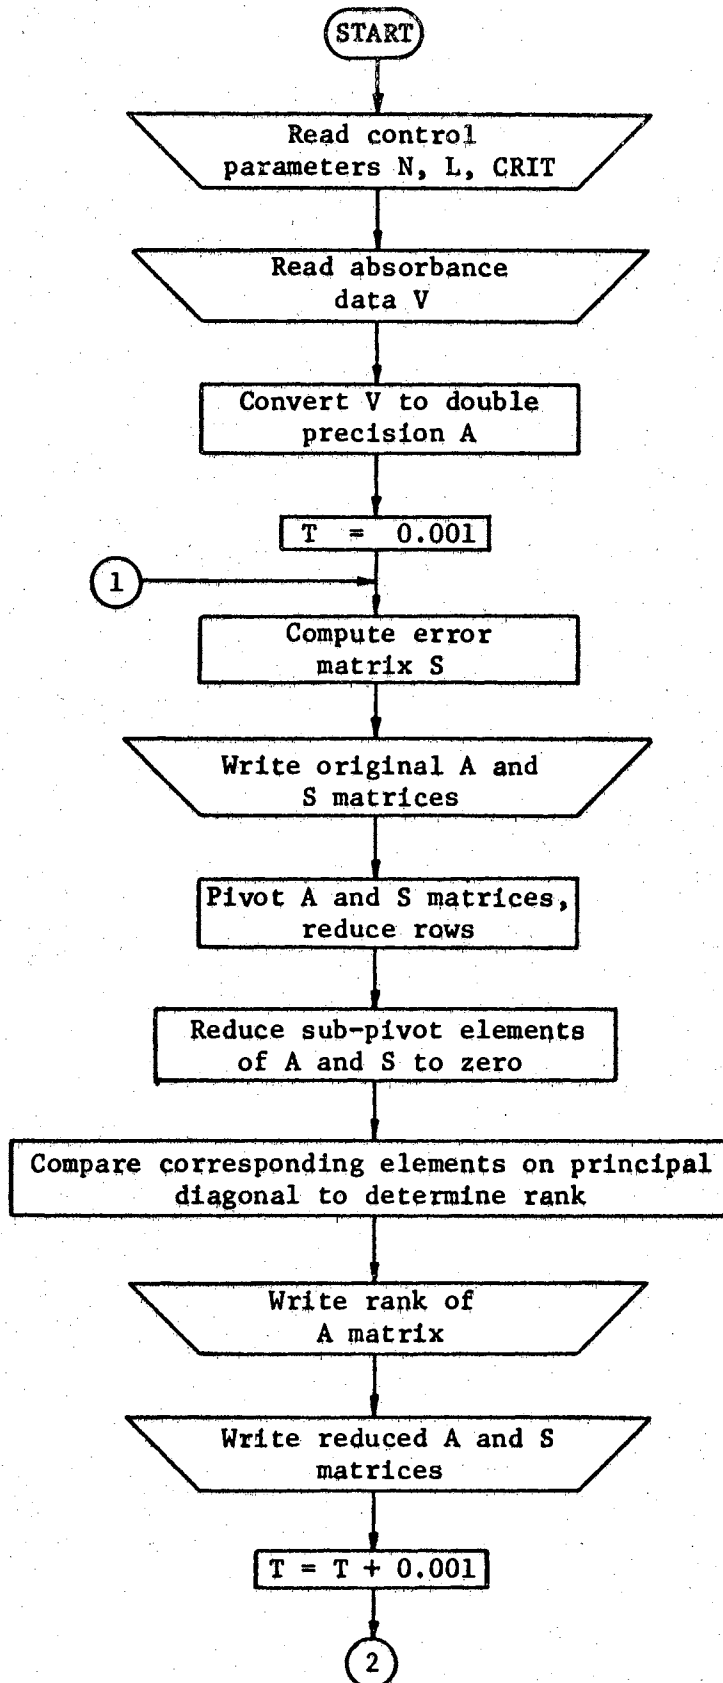 START
Read control
parameters N, L, CRIT
Read absorbance
data V
Convert V to double
precision A
T = 0.001
1
Compute error
matrix S
Write original A and
S matrices
Pivot A and S matrices,
reduce rows
Reduce sub-pivot elements
of A and S to zero
Compare corresponding elements on principal
diagonal to determine rank
Write rank of
A matrix
Write reduced A and S
matrices
T = T + 0.001
2